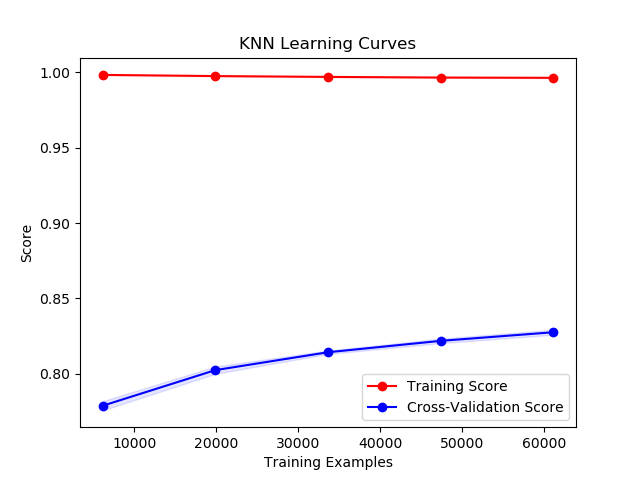 KNN Learning Curves
1.00
0.95
0.90
0.85
0.80
Score
Training Score
Cross-Validation Score
10000 20000 30000 40000 50000 60000
Training Examples